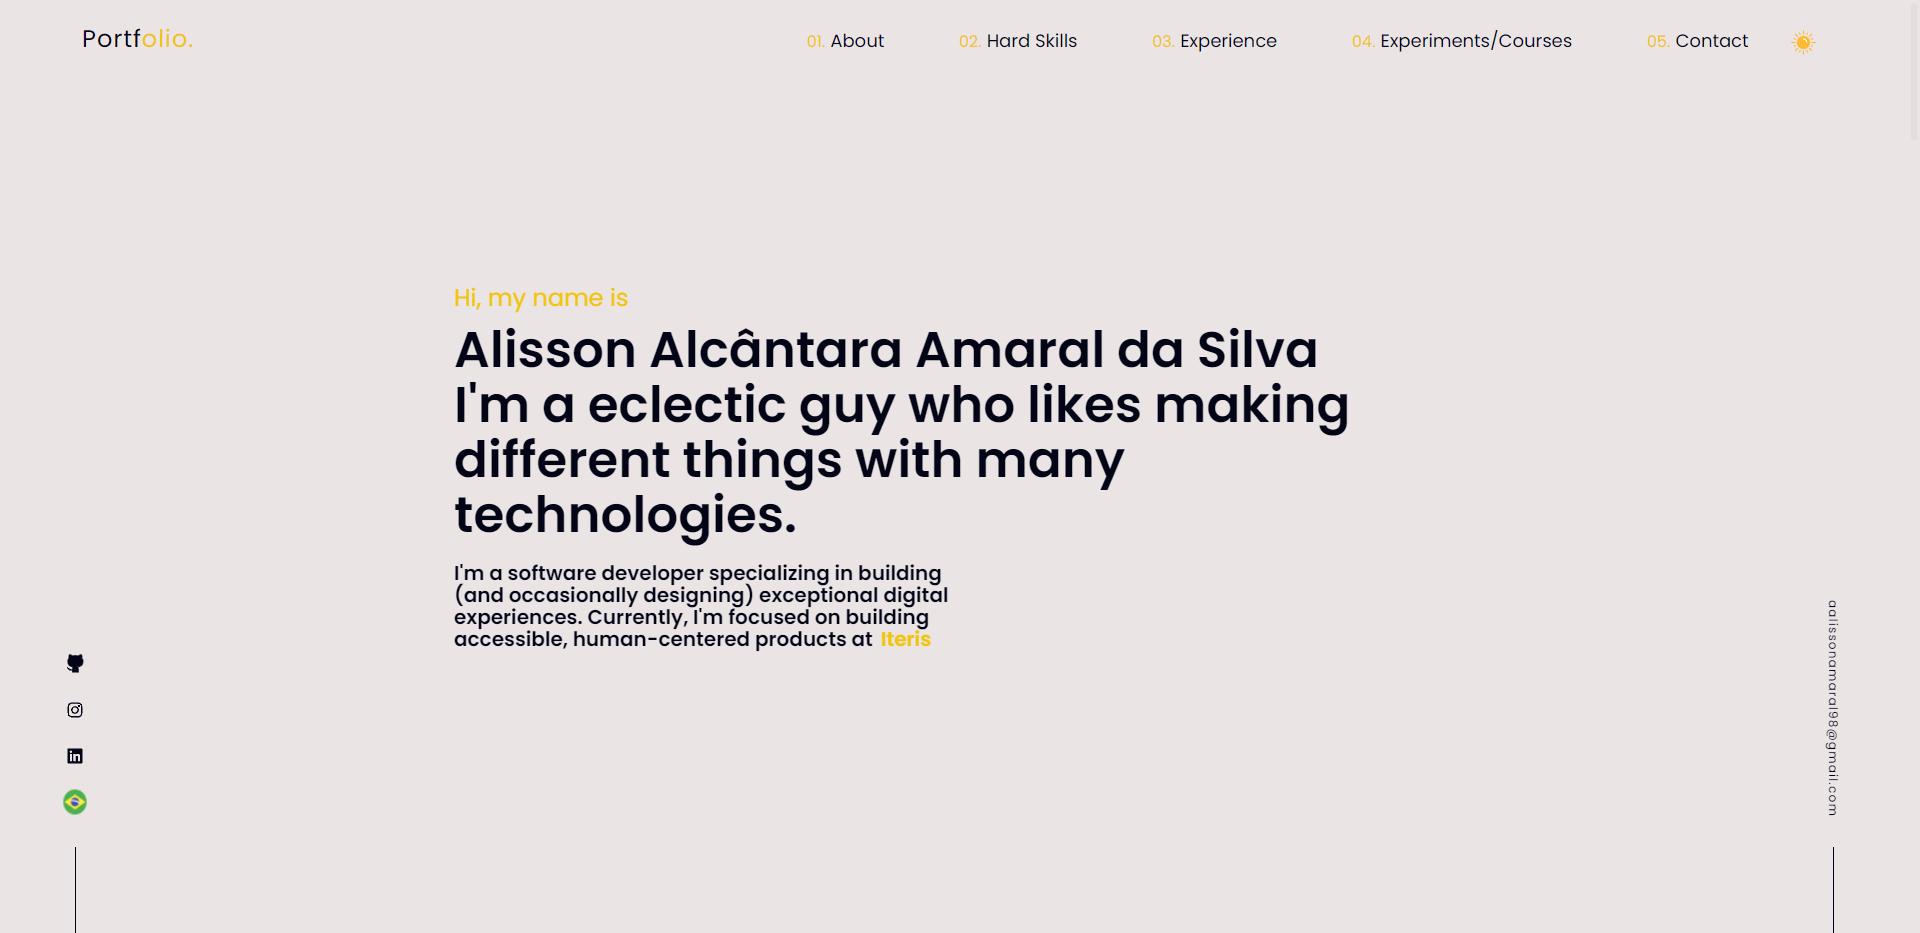 Portfolio.
01. About
02. Hard Skills
03. Experience
04. Experiments/Courses
05. Contact
Hi, my name is
Alisson Alcântara Amaral da Silva
I'm a eclectic guy who likes making
different things with many
technologies.
I'm a software developer specializing in building
(and occasionally designing) exceptional digital
experiences. Currently, I'm focused on building
accessible, human-centered products at Iteris
aalissonamaral98@gmail.com